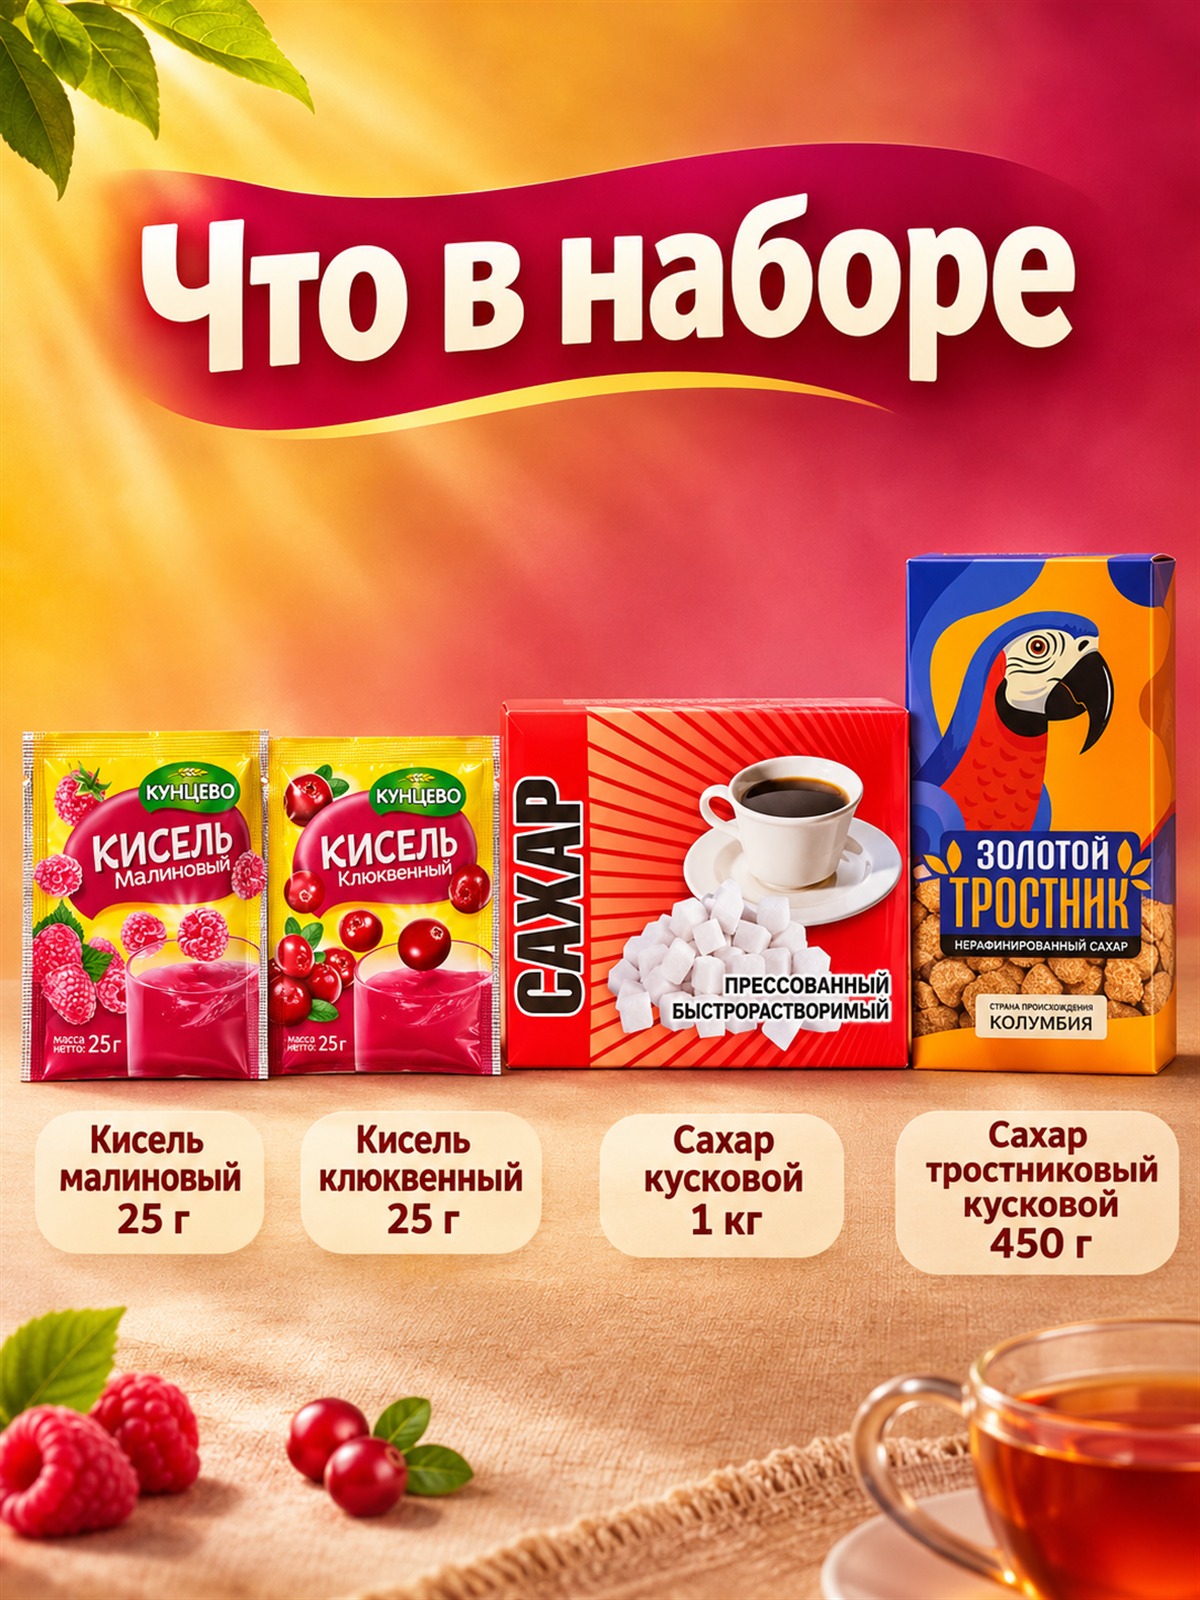 Что в наборе
КУНЦЕВО
КИСЕЛЬ
Малиновый
масса
нетто: 25 г
КУНЦЕВО
КИСЕЛЬ
Клюквенный
масса
нетто: 25 г
САХАР
ПРЕССОВАННЫЙ
БЫСТРОРАСТВОРИМЫЙ
ЗОЛОТОЙ
ТРОСТНИК
НЕРАФИНИРОВАННЫЙ САХАР
СТРАНА ПРОИСХОЖДЕНИЯ
КОЛУМБИЯ
Кисель
малиновый
25 г
Кисель
клюквенный
25 г
Сахар
кусковой
1 кг
Сахар
тростниковый
кусковой
450 г